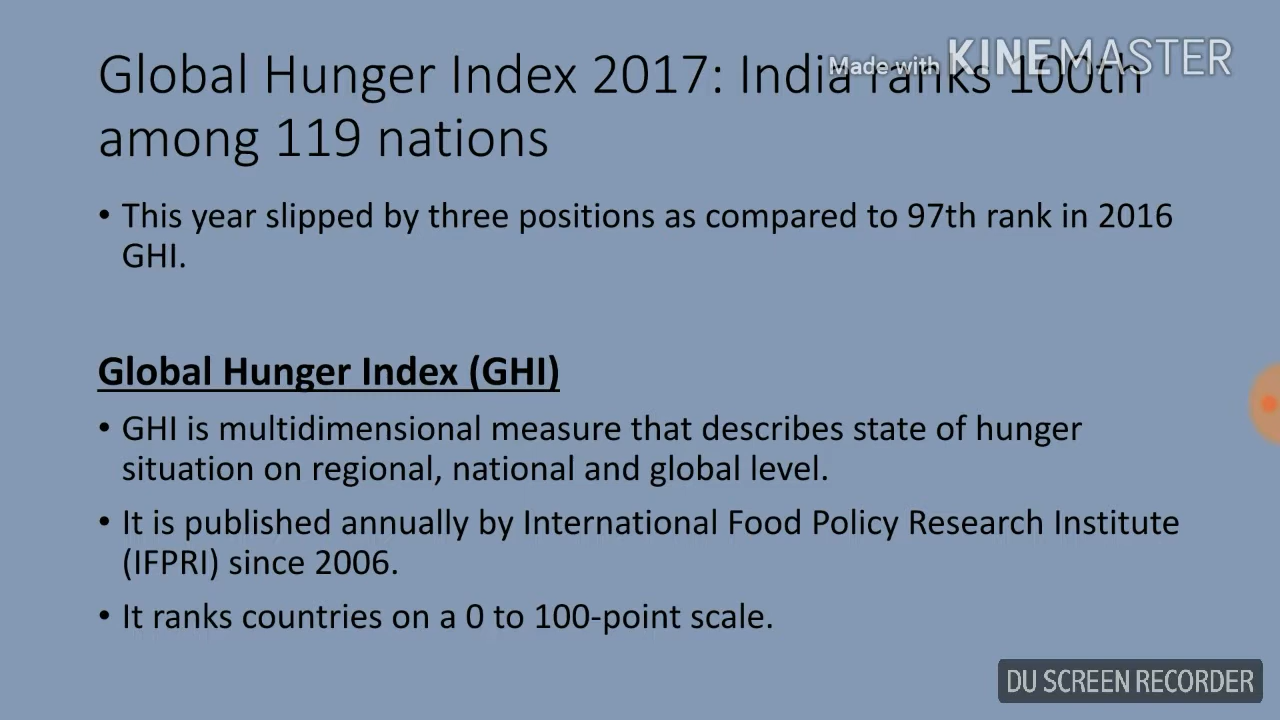 Global Hunger Index 2017: India ranks 100th
Made with KINEMASTER
among 119 nations
• This year slipped by three positions as compared to 97th rank in 2016
GHI.
Global Hunger Index (GHI)
• GHI is multidimensional measure that describes state of hunger
situation on regional, national and global level.
• It is published annually by International Food Policy Research Institute
(IFPRI) since 2006.
• It ranks countries on a 0 to 100-point scale.
DU SCREEN RECORDER